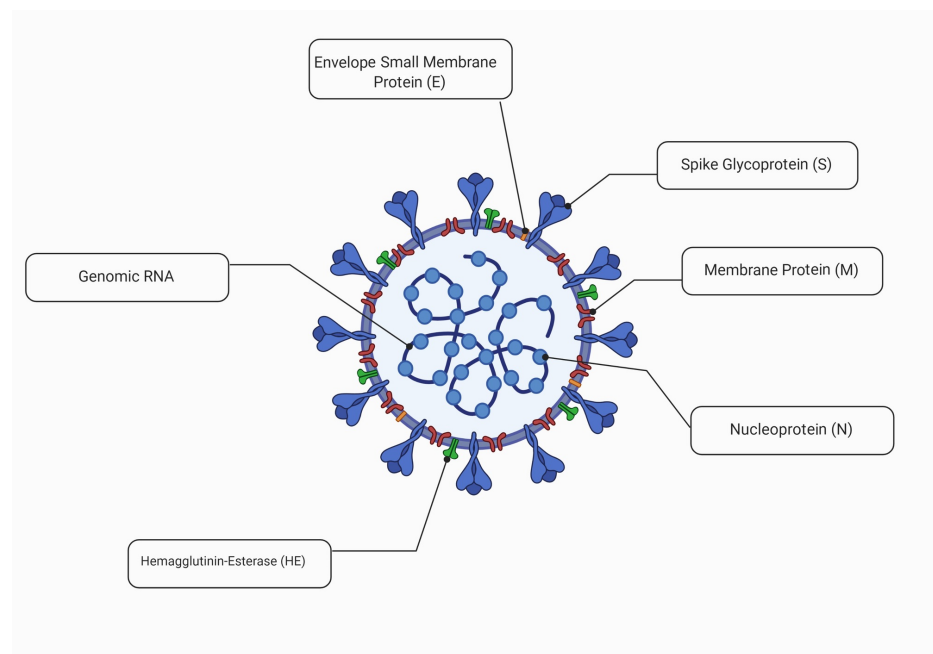 Envelope Small Membrane
Protein (E)
Spike Glycoprotein (S)
Genomic RNA
Membrane Protein (M)
Nucleoprotein (N)
Hemagglutinin-Esterase (HE)